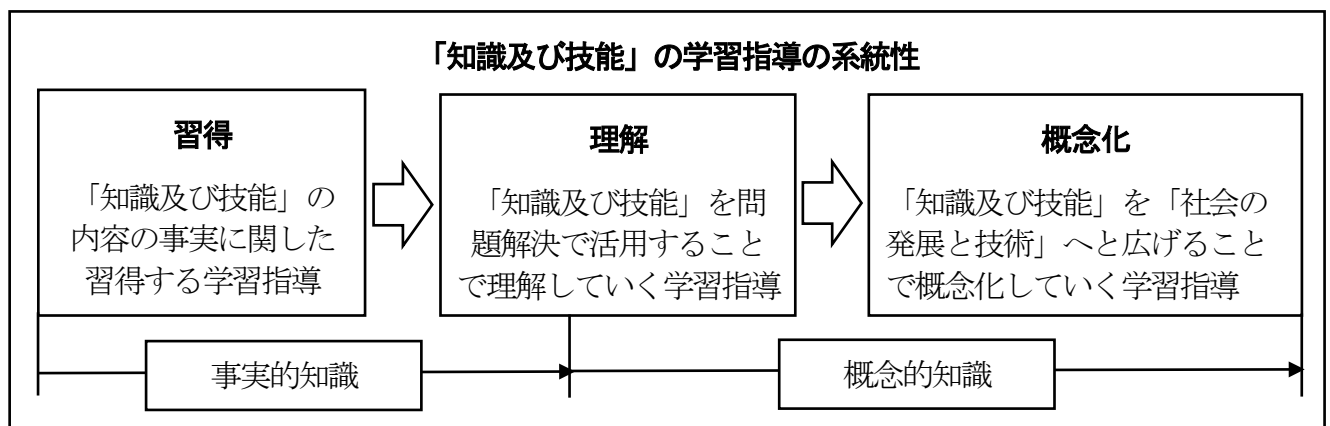 「知識及び技能」の学習指導の系統性
習得
「知識及び技能」の
内容の事実に関した
習得する学習指導
理解
「知識及び技能」を問
題解決で活用すること
で理解していく学習指導
概念化
「知識及び技能」を「社会の
発展と技術」へと広げること
で概念化していく学習指導
事実的知識
概念的知識